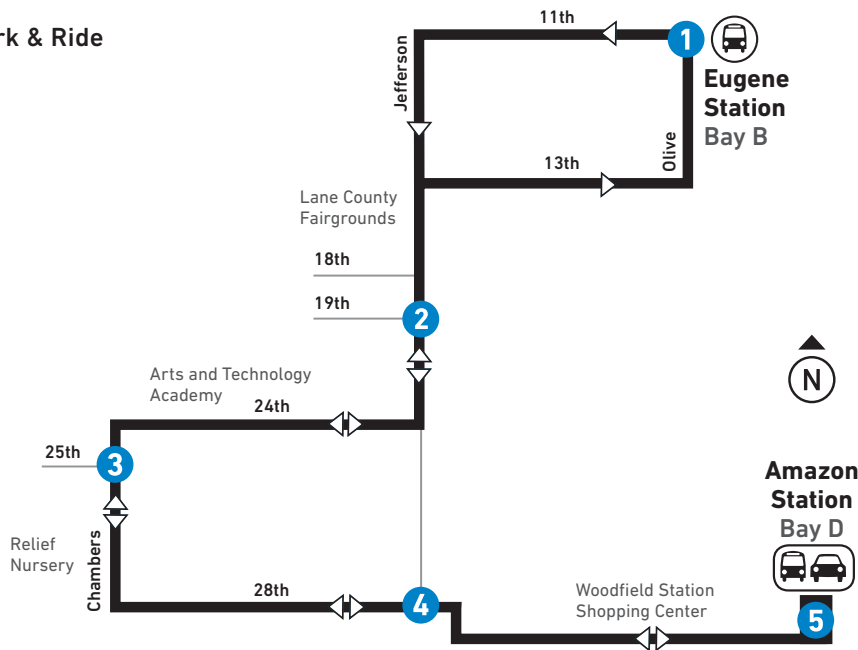 rk & Ride
11th
1
Eugene
Station
Bay B
Jefferson
Olive
13th
Lane County
Fairgrounds
18th
19th
2
N
Arts and Technology
Academy
24th
25th
3
Amazon
Station
Bay D
Relief
Nursery
Chambers
28th
4
Woodfield Station
Shopping Center
5